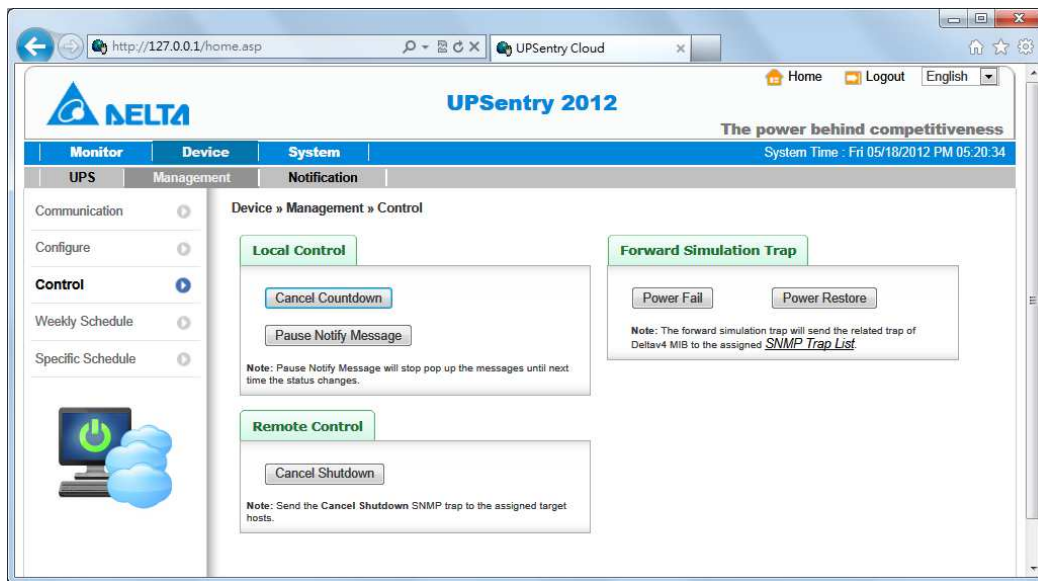 http://127.0.0.1/home.asp
UPSentry Cloud
Home Logout English
DELTA
UPSentry 2012
The power behind competitiveness
Monitor Device System System Time : Fri 05/18/2012 PM 05:20:34
UPS Management Notification
Communication
Configure
Control
Weekly Schedule
Specific Schedule
Device » Management » Control
Local Control
Cancel Countdown
Pause Notify Message
Note: Pause Notify Message will stop pop up the messages until next
time the status changes.
Forward Simulation Trap
Power Fail Power Restore
Note: The forward simulation trap will send the related trap of
Deltav4 MIB to the assigned SNMP Trap List.
Remote Control
Cancel Shutdown
Note: Send the Cancel Shutdown SNMP trap to the assigned target
hosts.